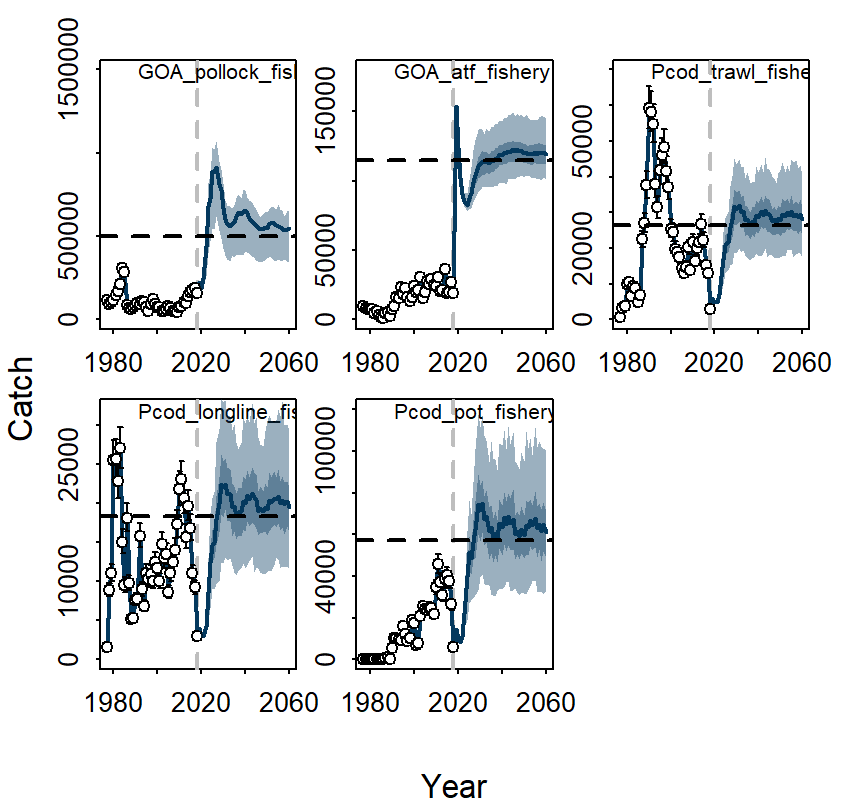 GOA_pollock_fish
GOA_atf_fishery
Pcod_trawl_fishe
1500000
500000
0
150000
50000
0
50000
20000
0
1980 2020 2060
1980 2020 2060
1980 2020 2060
Pcod_longline_fis
Pcod_pot_fishery
25000
10000
0
100000
40000
0
1980 2020 2060
1980 2020 2060
Catch
Year